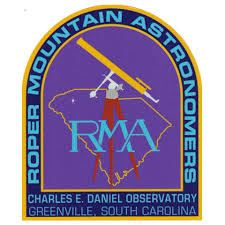 ROPER MOUNTAIN ASTRONOMERS
RMA
CHARLES E. DANIEL OBSERVATORY
GREENVILLE, SOUTH CAROLINA